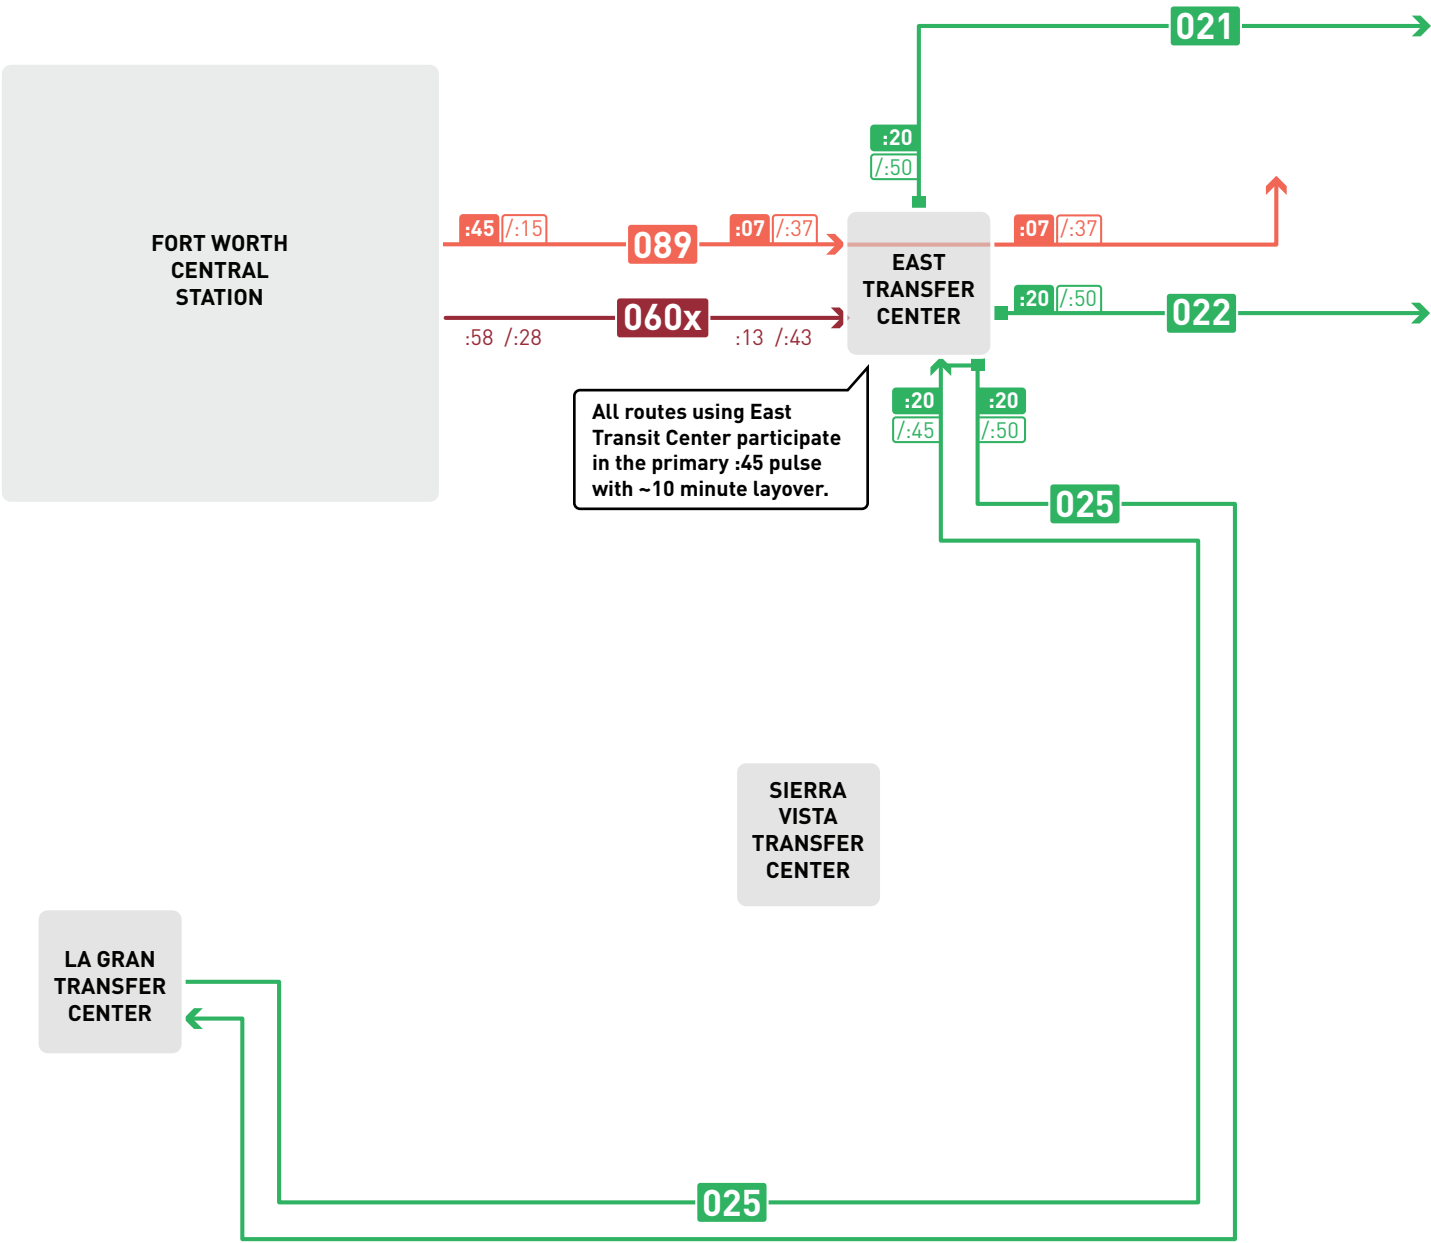 021
:20
/:50
FORT WORTH
CENTRAL
STATION
:45 /:15
089
:07 /:37
:07 /:37
EAST
TRANSFER
CENTER
060x
:58 /:28
:13 /:43
:20 /:50
022
:20
/:45
:20
/:50
All routes using East
Transit Center participate
in the primary :45 pulse
with ~10 minute layover.
025
SIERRA
VISTA
TRANSFER
CENTER
LA GRAN
TRANSFER
CENTER
025